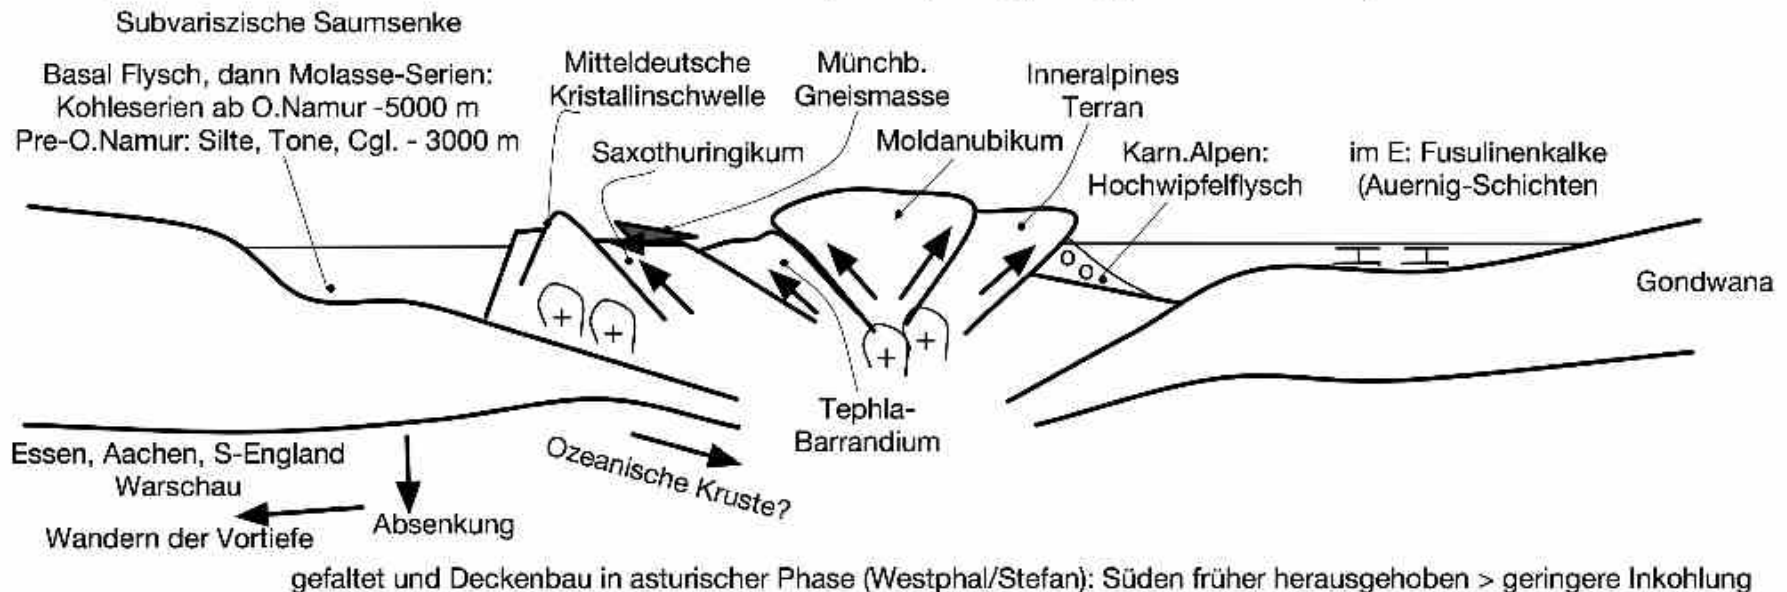 Subvariszische Saumsenke
Basal Flysch, dann Molasse-Serien:
Kohleserien ab O.Namur -5000 m
Pre-O.Namur: Silte, Tone, Cgl. - 3000 m
Mitteldeutsche
Kristallinschwelle
Münchb.
Gneismasse
Inneralpines
Terran
Saxothuringikum
Moldanubikum
Karn.Alpen:
Hochwipfelflysch
im E: Fusulinenkalke
(Auernig-Schichten
Gondwana
Tephla-
Barrandium
Ozeanische Kruste?
Essen, Aachen, S-England
Warschau
Absenkung
Wandern der Vortiefe
gefaltet und Deckenbau in asturischer Phase (Westphal/Stefan): Süden früher herausgehoben > geringere Inkohlung